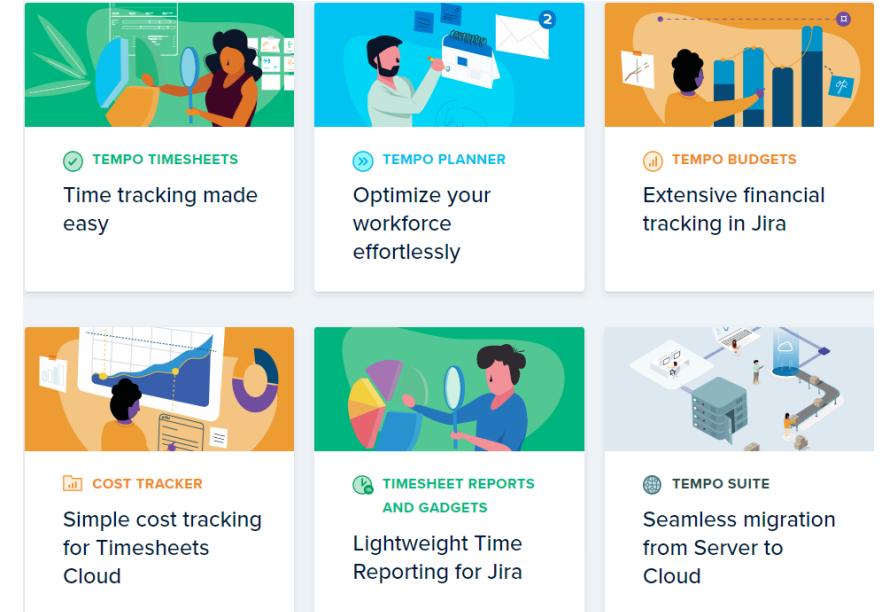 2
TEMPO TIMESHEETS
Time tracking made
easy
TEMPO PLANNER
Optimize your
workforce
effortlessly
TEMPO BUDGETS
Extensive financial
tracking in Jira
COST TRACKER
Simple cost tracking
for Timesheets
Cloud
TIMESHEET REPORTS
AND GADGETS
Lightweight Time
Reporting for Jira
TEMPO SUITE
Seamless migration
from Server to
Cloud